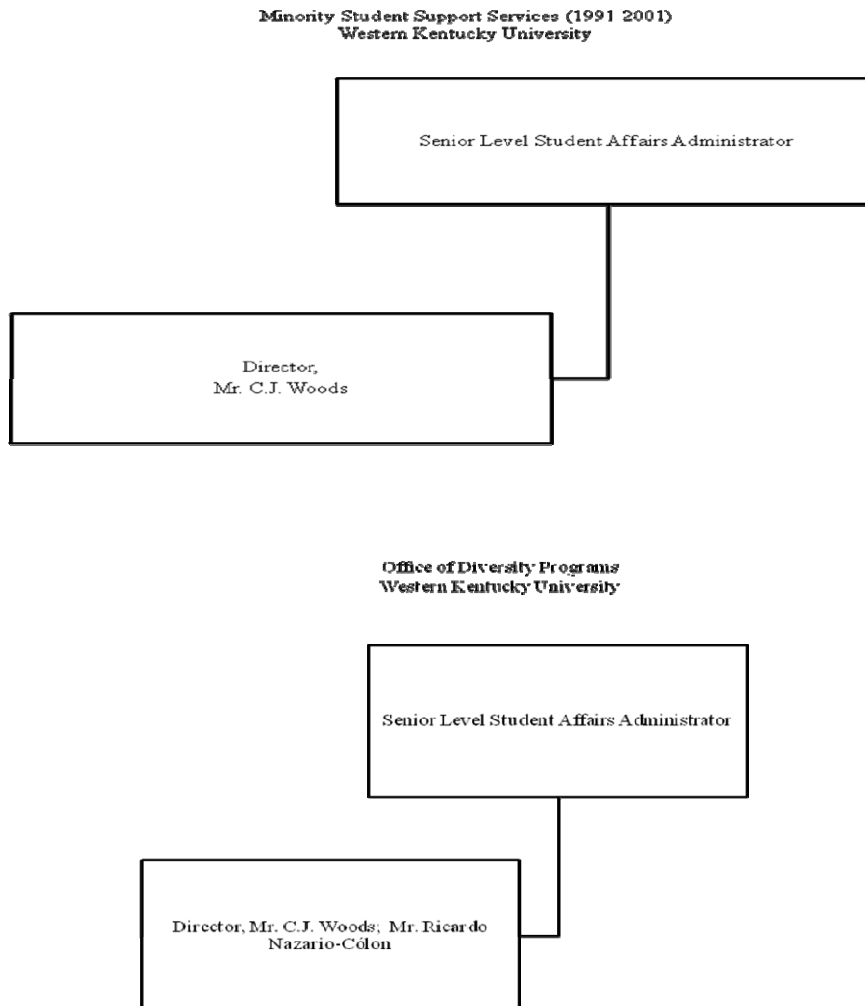 Minority Student Support Services (1991 2001)
Western Kentucky University
Senior Level Student Affairs Administrator
Director,
Mr. C.J. Woods
Office of Diversity Programs
Western Kentucky University
Senior Level Student Affairs Administrator
Director, Mr. C.J. Woods; Mr. Ricardo
Nazario-Cólon